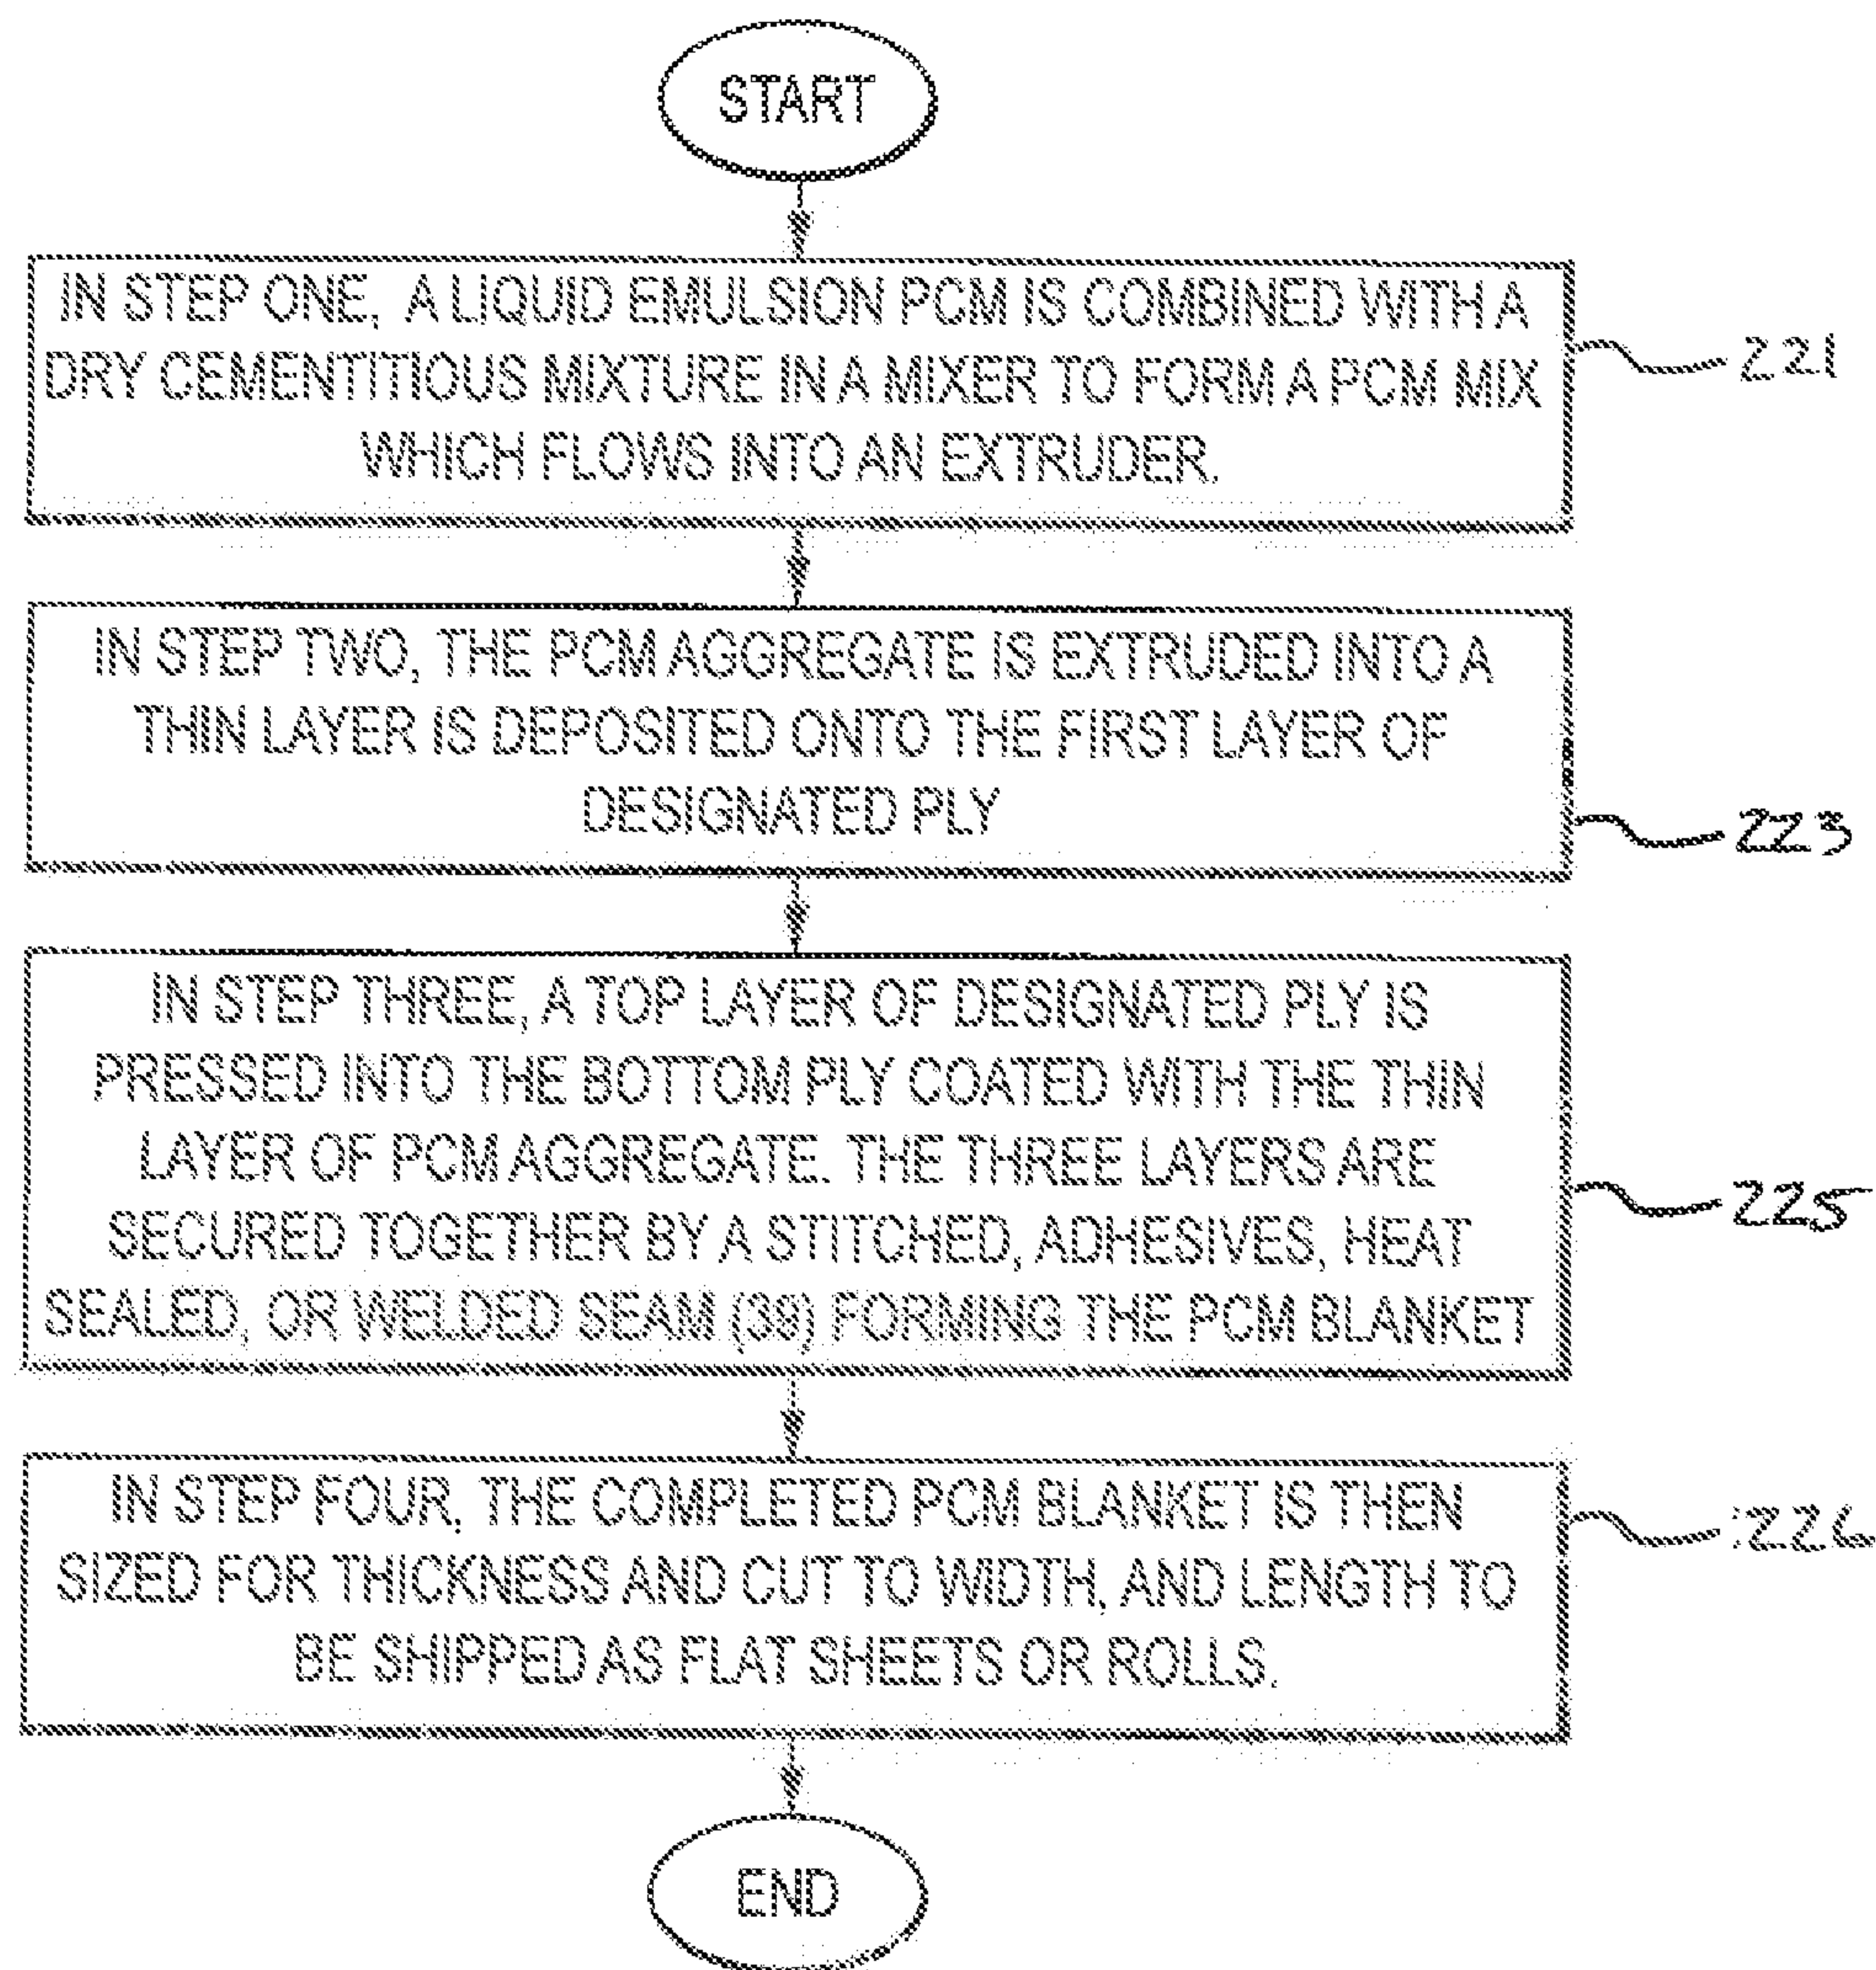 START
IN STEP ONE, A LIQUID EMULSION PCM IS COMBINED WITH A
DRY CEMENTITIOUS MIXTURE IN A MIXER TO FORM A PCM MIX
WHICH FLOWS INTO AN EXTRUDER.
221
IN STEP TWO, THE PCM AGGREGATE IS EXTRUDED INTO A
THIN LAYER IS DEPOSITED ONTO THE FIRST LAYER OF
DESIGNATED PLY
223
IN STEP THREE, A TOP LAYER OF DESIGNATED PLY IS
PRESSED INTO THE BOTTOM PLY COATED WITH THE THIN
LAYER OF PCM AGGREGATE. THE THREE LAYERS ARE
SECURED TOGETHER BY A STITCHED, ADHESIVES, HEAT
SEALED, OR WELDED SEAM (39) FORMING THE PCM BLANKET
225
IN STEP FOUR, THE COMPLETED PCM BLANKET IS THEN
SIZED FOR THICKNESS AND CUT TO WIDTH, AND LENGTH TO
BE SHIPPED AS FLAT SHEETS OR ROLLS.
226
END